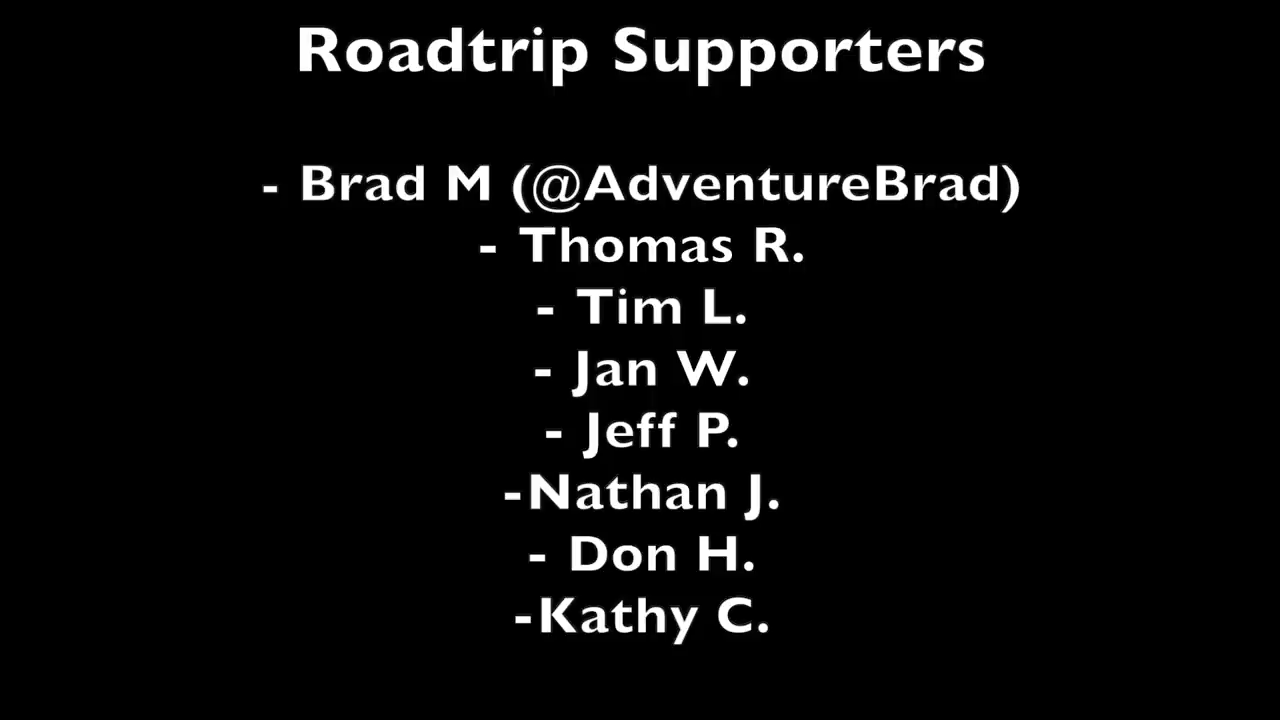 Roadtrip Supporters
- Brad M (@AdventureBrad)
- Thomas R.
- Tim L.
- Jan W.
- Jeff P.
-Nathan J.
- Don H.
-Kathy C.